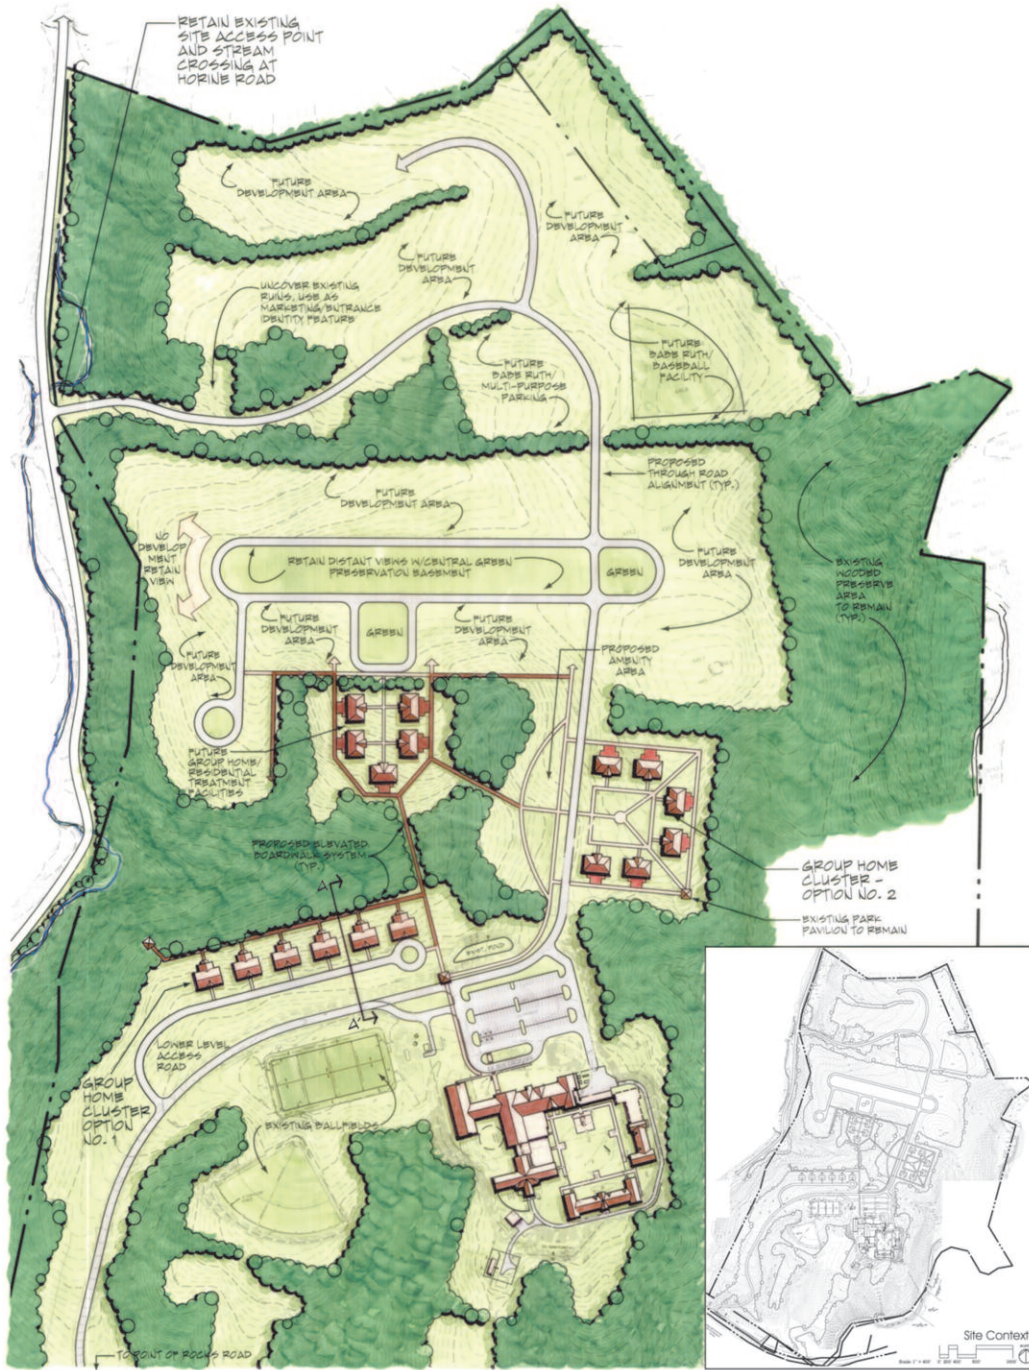 RETAIN EXISTING
SITE ACCESS POINT
AND STREAM
CROSSING AT
HORINE ROAD
FUTURE
DEVELOPMENT AREA
FUTURE
DEVELOPMENT
AREA
FUTURE
DEVELOPMENT
AREA
UNCOVER EXISTING
RUINS, USE AS
MARKETING/ENTRANCE
IDENTITY FEATURE
FUTURE
BABE RUTH/
BASEBALL
FACILITY
FUTURE
BABE RUTH/
MULTI-PURPOSE
PARKING
PROPOSED
THROUGH ROAD
ALIGNMENT (TYP.)
FUTURE
DEVELOPMENT AREA
NO
DEVELOP
MENT
RETAIN
VIEW
RETAIN DISTANT VIEWS W/CENTRAL GREEN
PRESERVATION EASEMENT
GREEN
FUTURE
DEVELOPMENT
AREA
EXISTING
WOODED
PRESERVE
AREA
TO REMAIN
(TYP.)
FUTURE
DEVELOPMENT
AREA
GREEN
FUTURE
DEVELOPMENT
AREA
FUTURE
DEVELOPMENT
AREA
PROPOSED
AMENITY
AREA
FUTURE
GROUP HOME/
RESIDENTIAL
TREATMENT
FACILITIES
PROPOSED ELEVATED
BOARDWALK SYSTEM
(TYP.)
A
GROUP HOME
CLUSTER -
OPTION NO. 2
EXISTING PARK
PAVILION TO REMAIN
EXIST. POND
A'
LOWER LEVEL
ACCESS
ROAD
GROUP
HOME
CLUSTER
OPTION
NO. 1
EXISTING BALLFIELDS
TO POINT OF ROCKS ROAD
Site Context